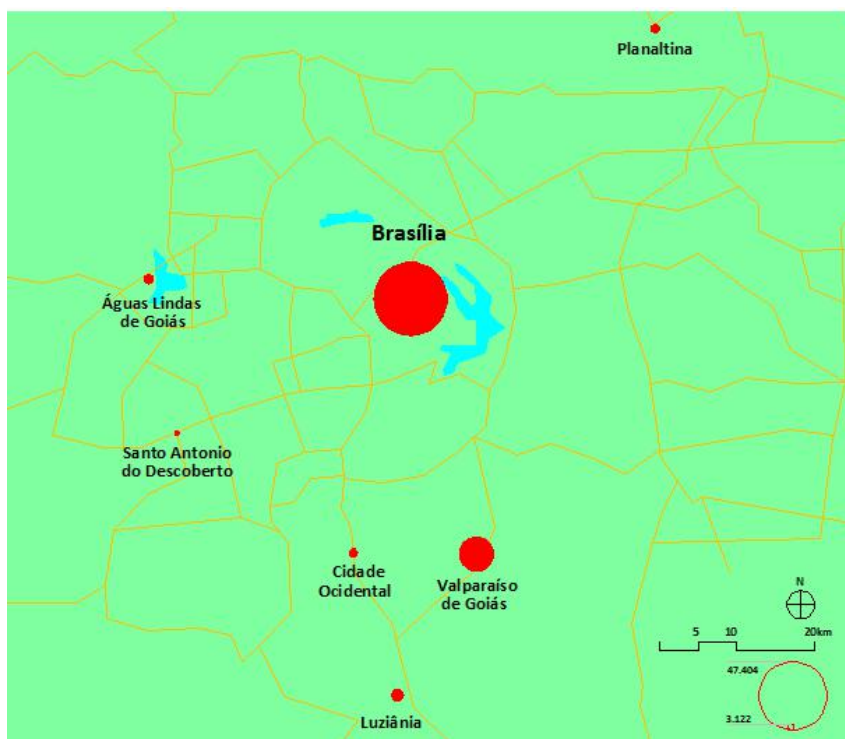 Planaltina
Brasília
Águas Lindas
de Goiás
Santo Antonio
do Descoberto
Cidade
Ocidental
Valparaíso
de Goiás
Luziânia
N
5 10 20km
47.404
3.122